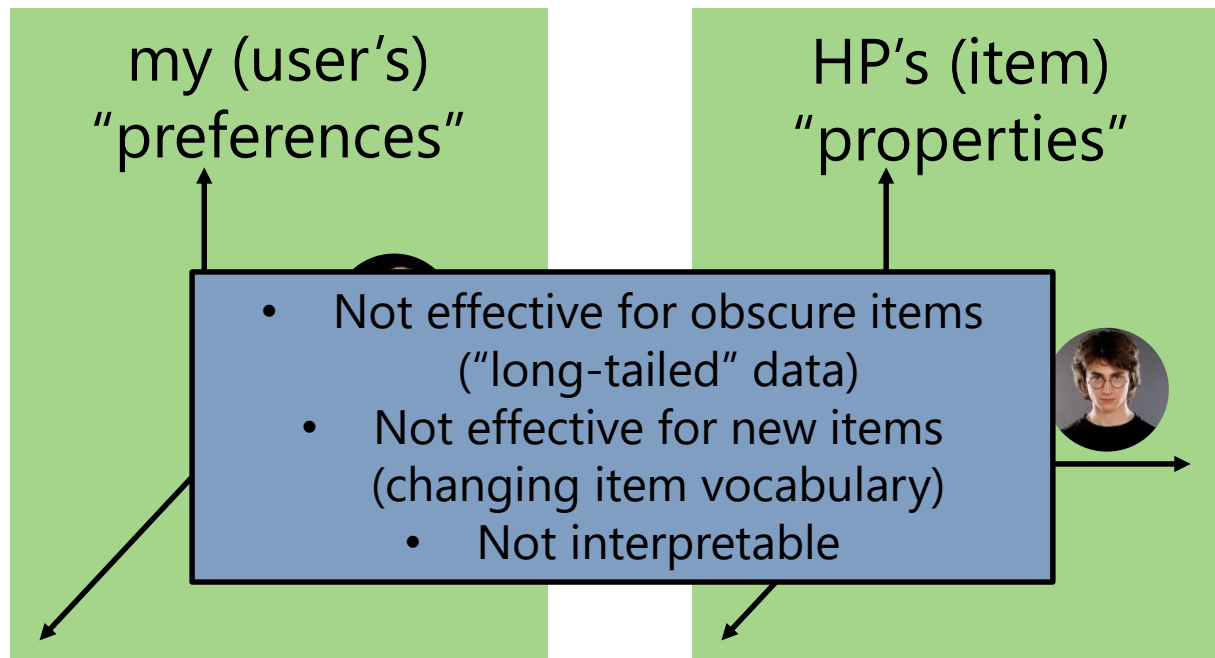 my (user’s)
“preferences”
HP’s (item)
“properties”
• Not effective for obscure items
(“long-tailed” data)
• Not effective for new items
(changing item vocabulary)
• Not interpretable